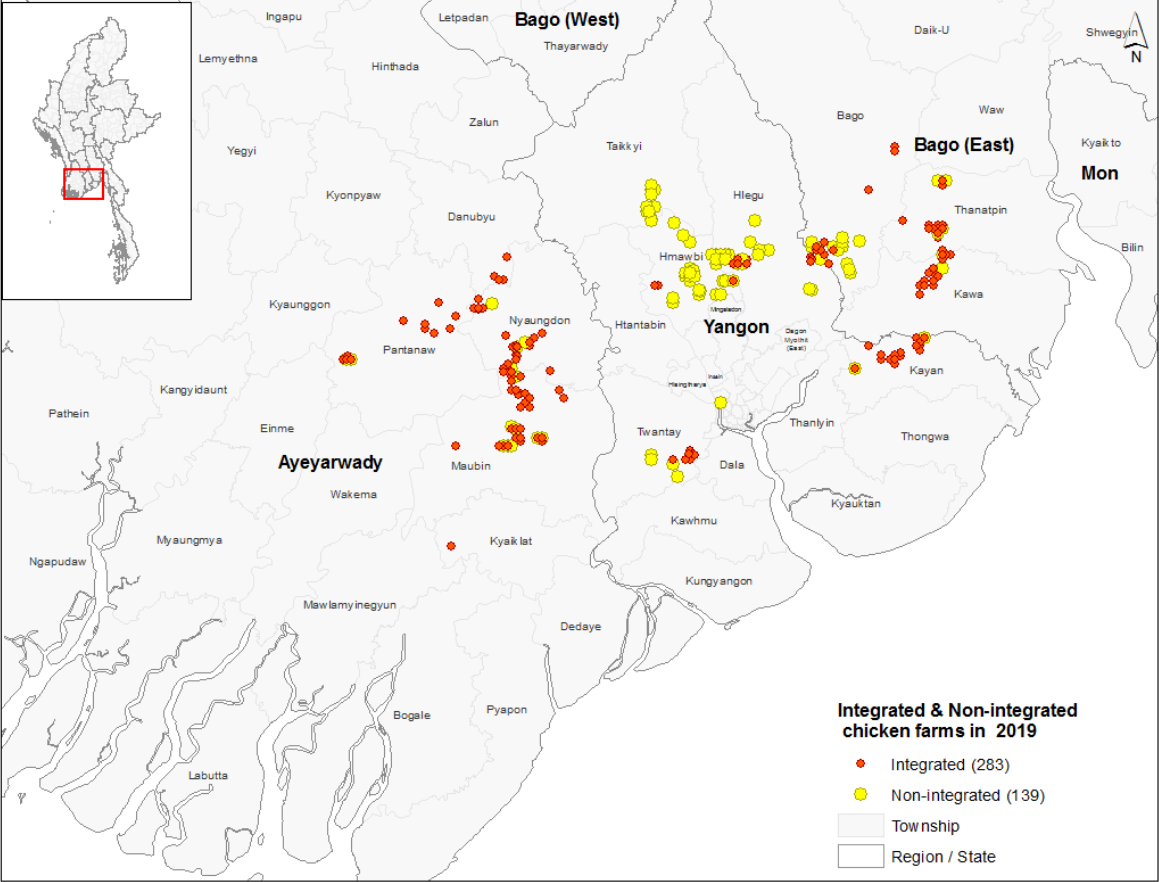 Ingapu
Letpadan
Bago (West)
Thayarwady
Daik-U
Shwegyin
N
Lemyethna
Hinthada
Zalun
Bago
Waw
Yegyi
Taikkyi
Bago (East)
Kyaikto
Mon
Kyonpyaw
Hlegu
Danubyu
Thanatpin
Bilin
Hmawbi
Kyaunggon
Nyaungdon
Htantabin
Mingaladon
Yangon
Kawa
Dagon
Myothit
(East)
Pantanaw
Kayan
Kangyidaunt
Insein
Hlaingtharya
Pathein
Einme
Twantay
Thanlyin
Thongwa
Ayeyarwady
Maubin
Dala
Wakema
Kyauktan
Kawhmu
Myaungmya
Kyaiklat
Ngapudaw
Kungyangon
Mawlamyinegyun
Dedaye
Bogale
Pyapon
Labutta
Integrated & Non-integrated
chicken farms in 2019
Integrated (283)
Non-integrated (139)
Township
Region / State